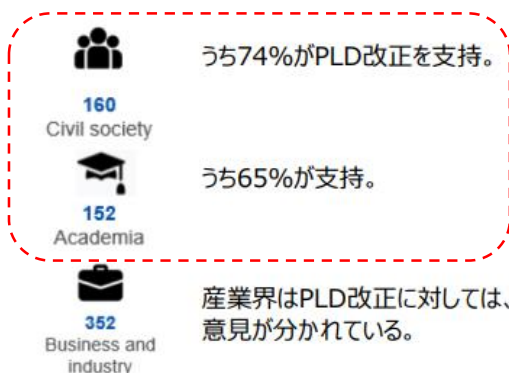 うち74%がPLD改正を支持。
160
Civil society
うち65%が支持。
152
Academia
産業界はPLD改正に対しては、
意見が分かれている。
352
Business and
industry